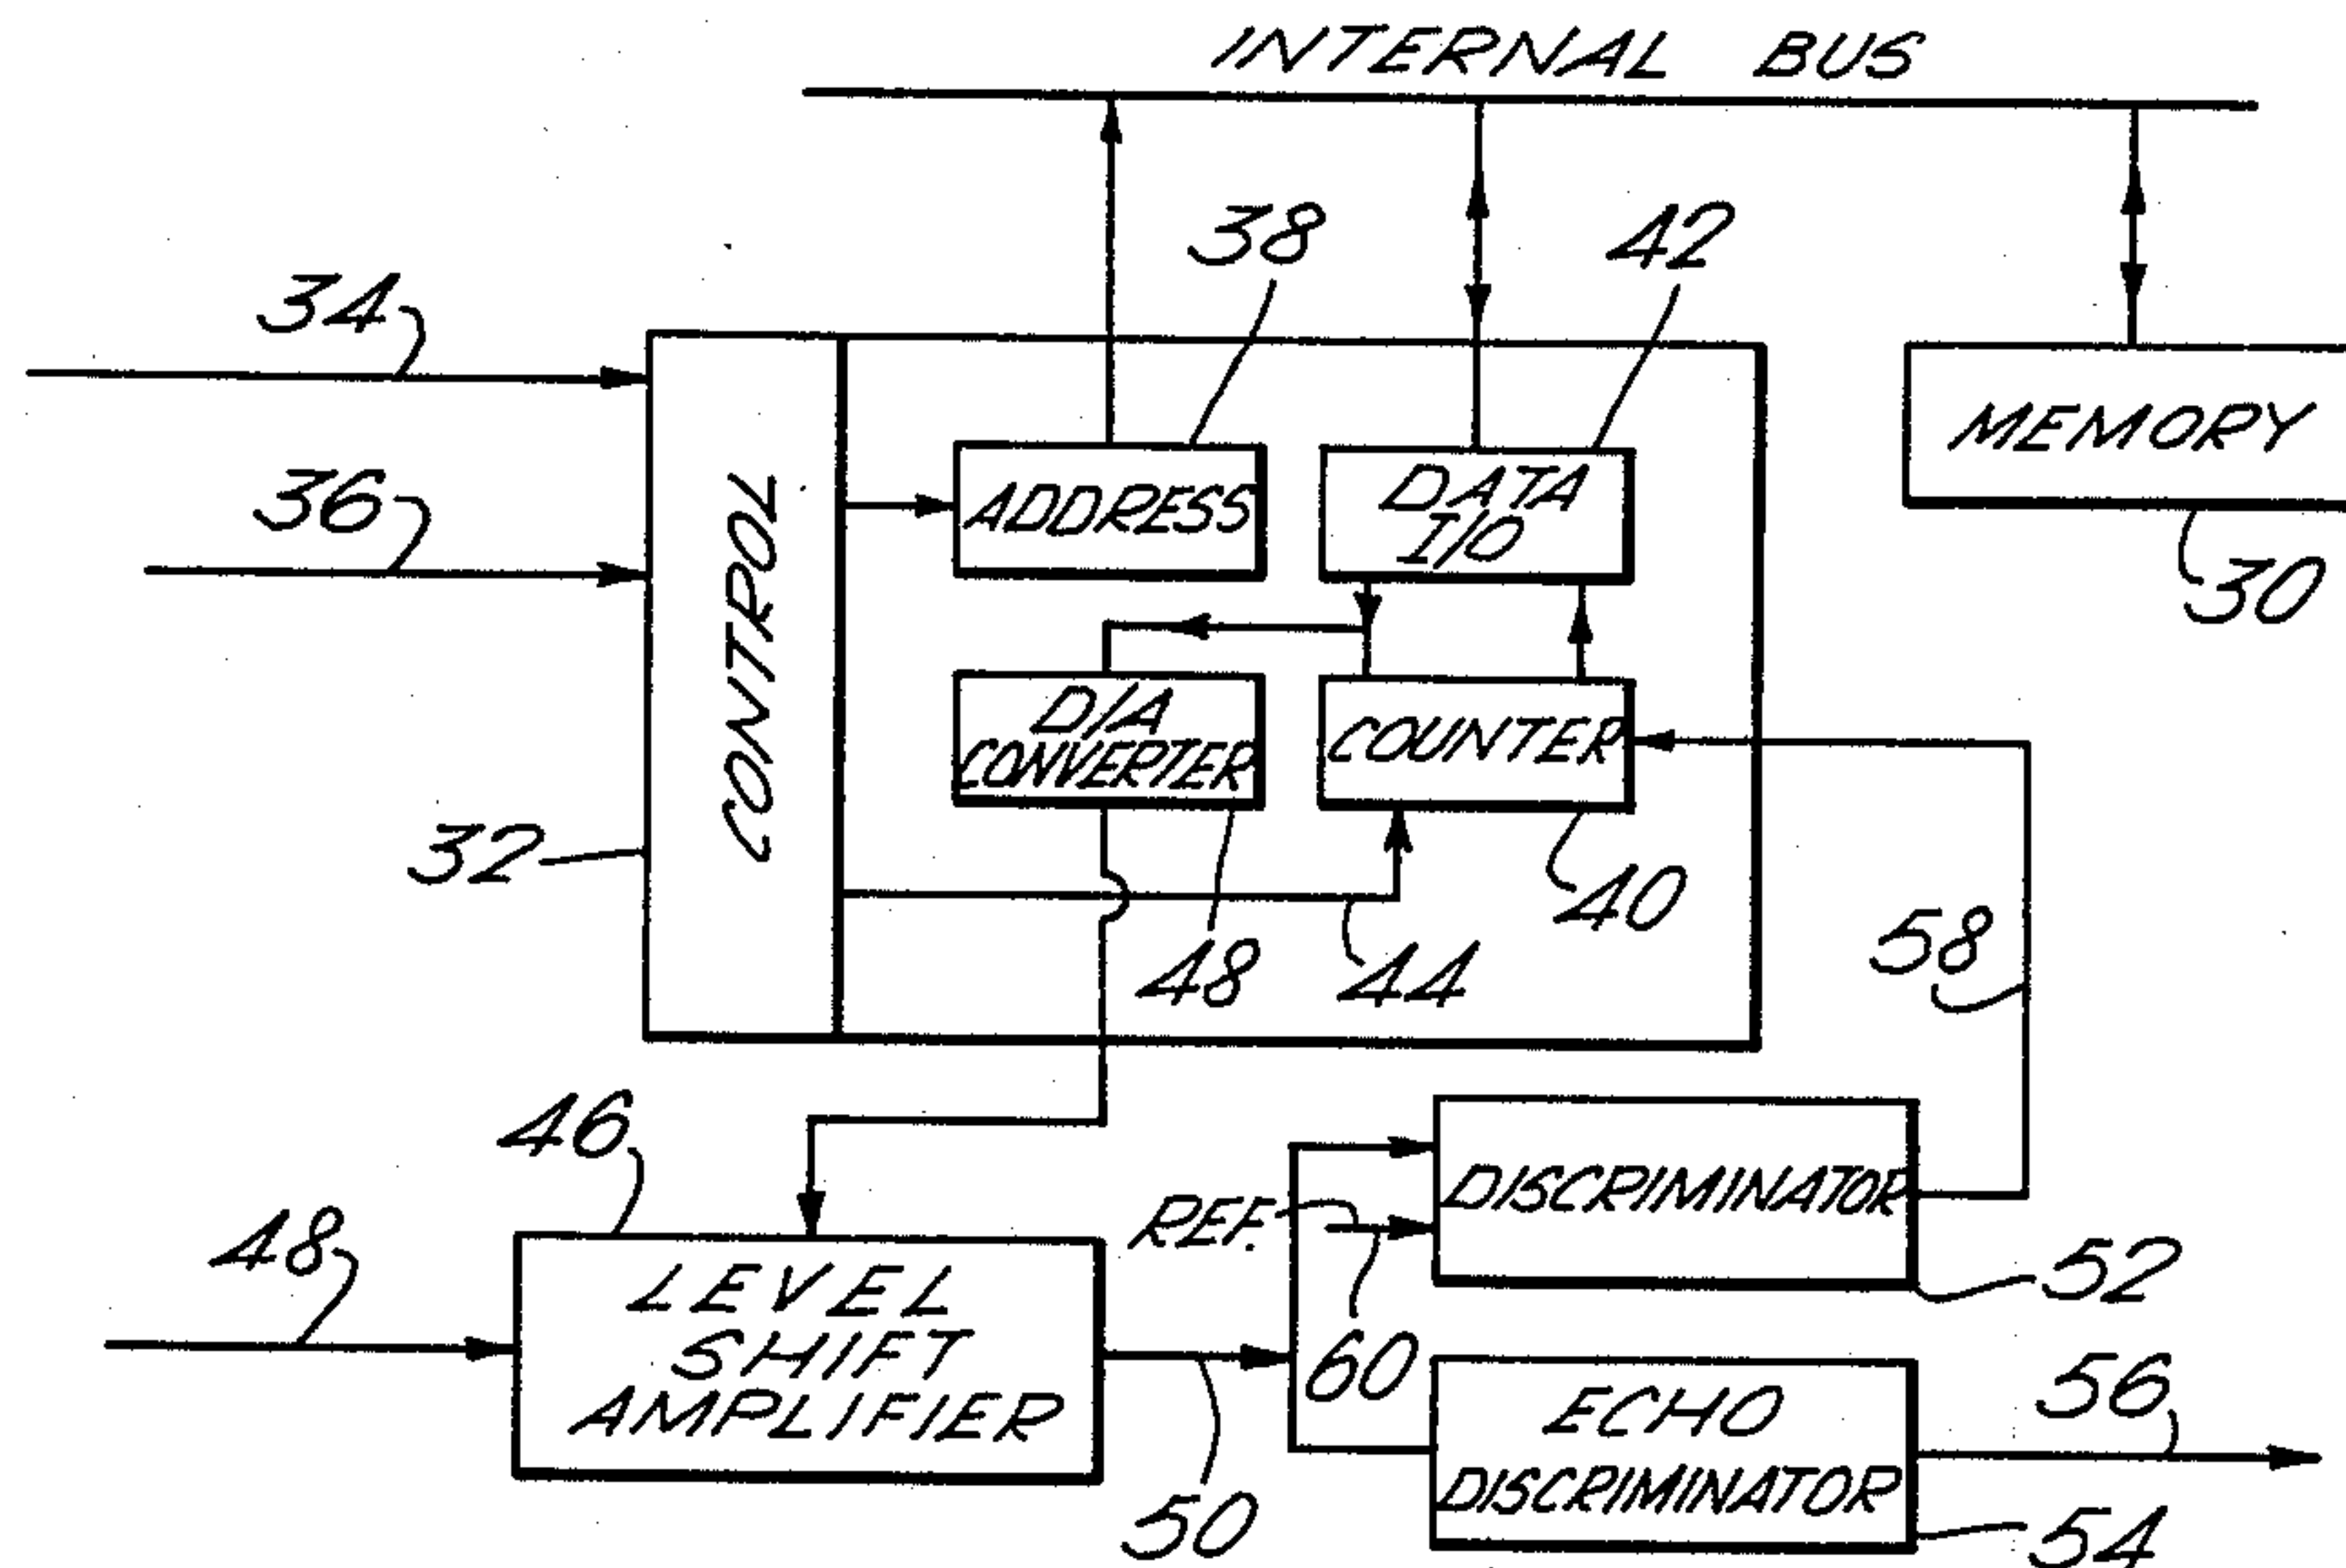 INTERNAL BUS
38
42
34
36
CONTROL
ADDRESS
DATA
I/O
MEMORY
30
D/A
CONVERTER
COUNTER
32
40
48
44
58
46
48
REF.
DISCRIMINATOR
52
LEVEL
SHIFT
AMPLIFIER
60
50
ECHO
DISCRIMINATOR
56
54